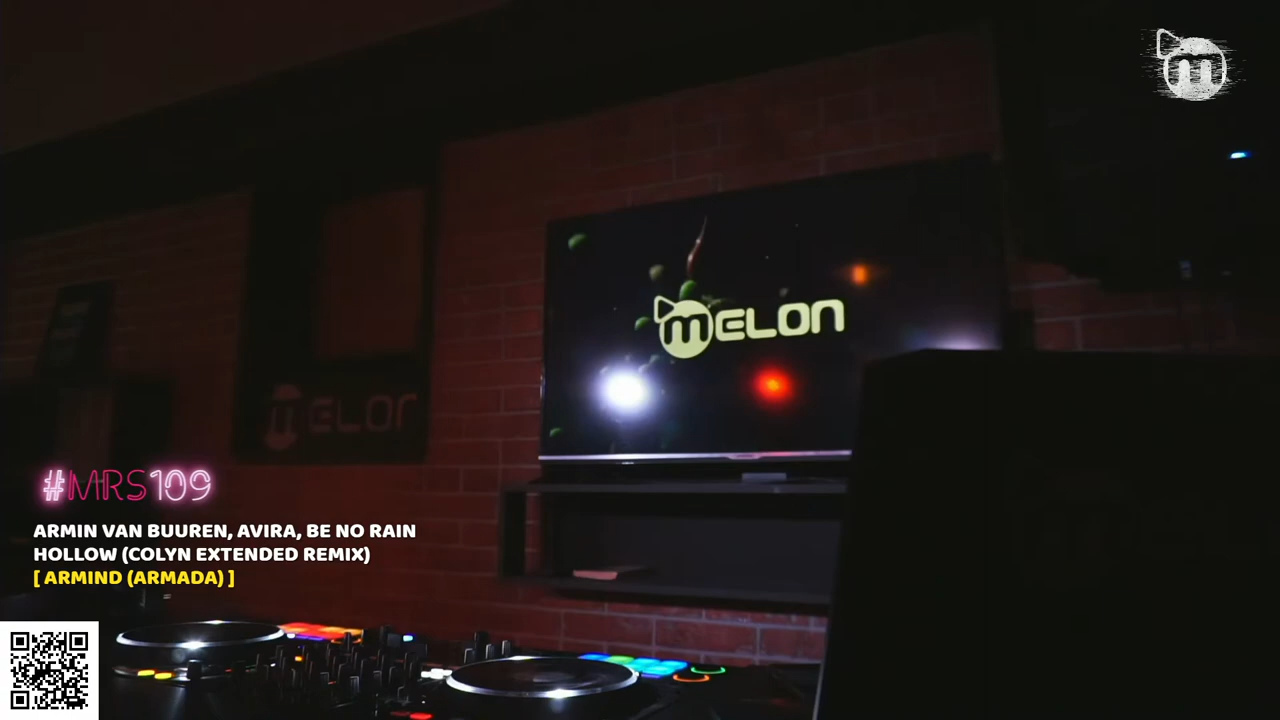 MELON
MELON
#MRS109
ARMIN VAN BUUREN, AVIRA, BE NO RAIN
HOLLOW (COLYN EXTENDED REMIX)
[ ARMIND (ARMADA) ]